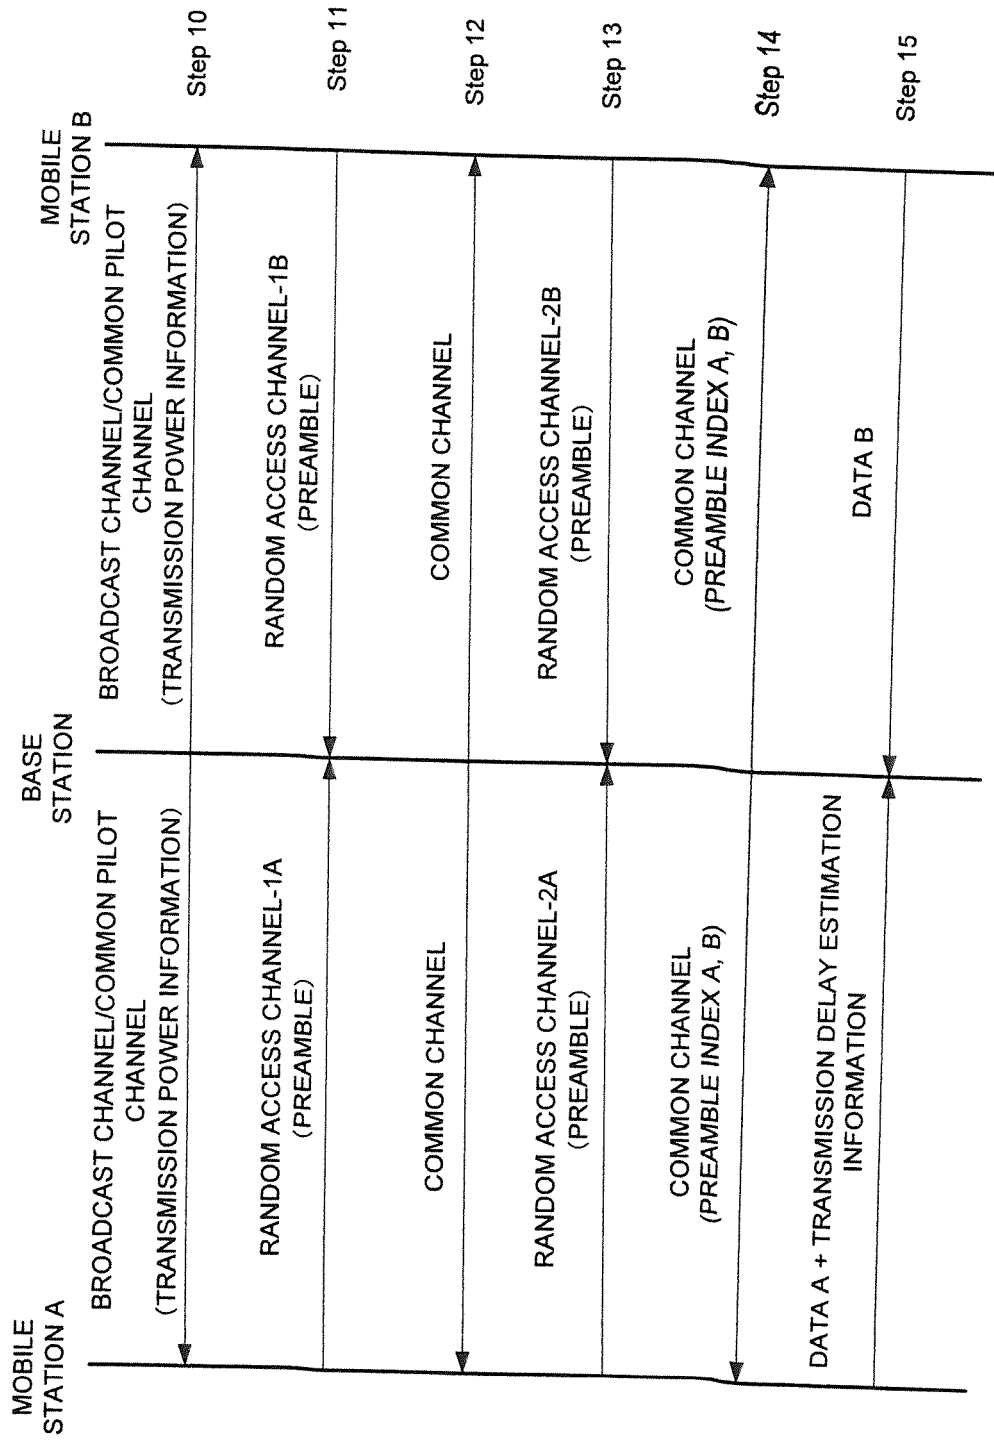 MOBILE
STATION A
BASE
STATION
MOBILE
STATION B
BROADCAST CHANNEL/COMMON PILOT
CHANNEL
(TRANSMISSION POWER INFORMATION)
BROADCAST CHANNEL/COMMON PILOT
CHANNEL
(TRANSMISSION POWER INFORMATION)
Step 10
RANDOM ACCESS CHANNEL-1A
(PREAMBLE)
RANDOM ACCESS CHANNEL-1B
(PREAMBLE)
Step 11
COMMON CHANNEL
COMMON CHANNEL
Step 12
RANDOM ACCESS CHANNEL-2A
(PREAMBLE)
RANDOM ACCESS CHANNEL-2B
(PREAMBLE)
Step 13
COMMON CHANNEL
(PREAMBLE INDEX A, B)
COMMON CHANNEL
(PREAMBLE INDEX A, B)
Step 14
DATA A + TRANSMISSION DELAY ESTIMATION
INFORMATION
DATA B
Step 15